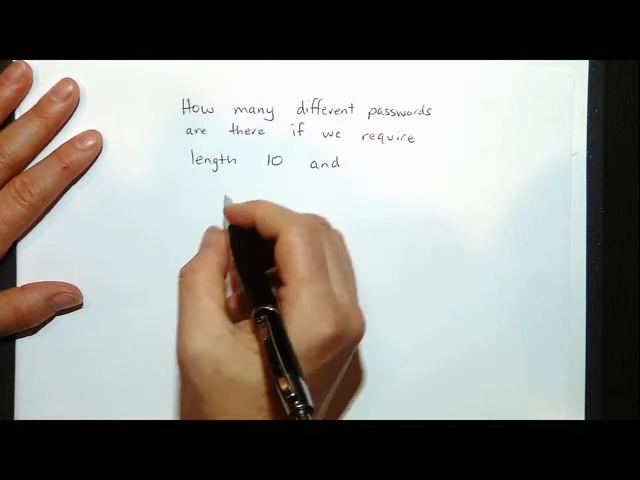 How many different passwords
are there if we require
length 10 and